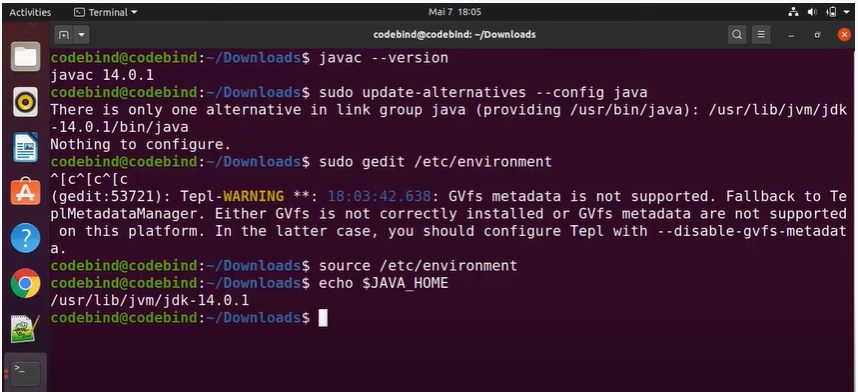 Activities Terminal Mai 7 18:05
codebind@codebind: ~/Downloads
codebind@codebind:~/Downloads$ javac --version
javac 14.0.1
codebind@codebind:~/Downloads$ sudo update-alternatives --config java
There is only one alternative in link group java (providing /usr/bin/java): /usr/lib/jvm/jdk
-14.0.1/bin/java
Nothing to configure.
codebind@codebind:~/Downloads$ sudo gedit /etc/environment
^[c^[c^[c
(gedit:53721): Tepl-WARNING **: 18:03:42.638: GVfs metadata is not supported. Fallback to Te
plMetadataManager. Either GVfs is not correctly installed or GVfs metadata are not supported
 on this platform. In the latter case, you should configure Tepl with --disable-gvfs-metadat
a.
codebind@codebind:~/Downloads$ source /etc/environment
codebind@codebind:~/Downloads$ echo $JAVA_HOME
/usr/lib/jvm/jdk-14.0.1
codebind@codebind:~/Downloads$